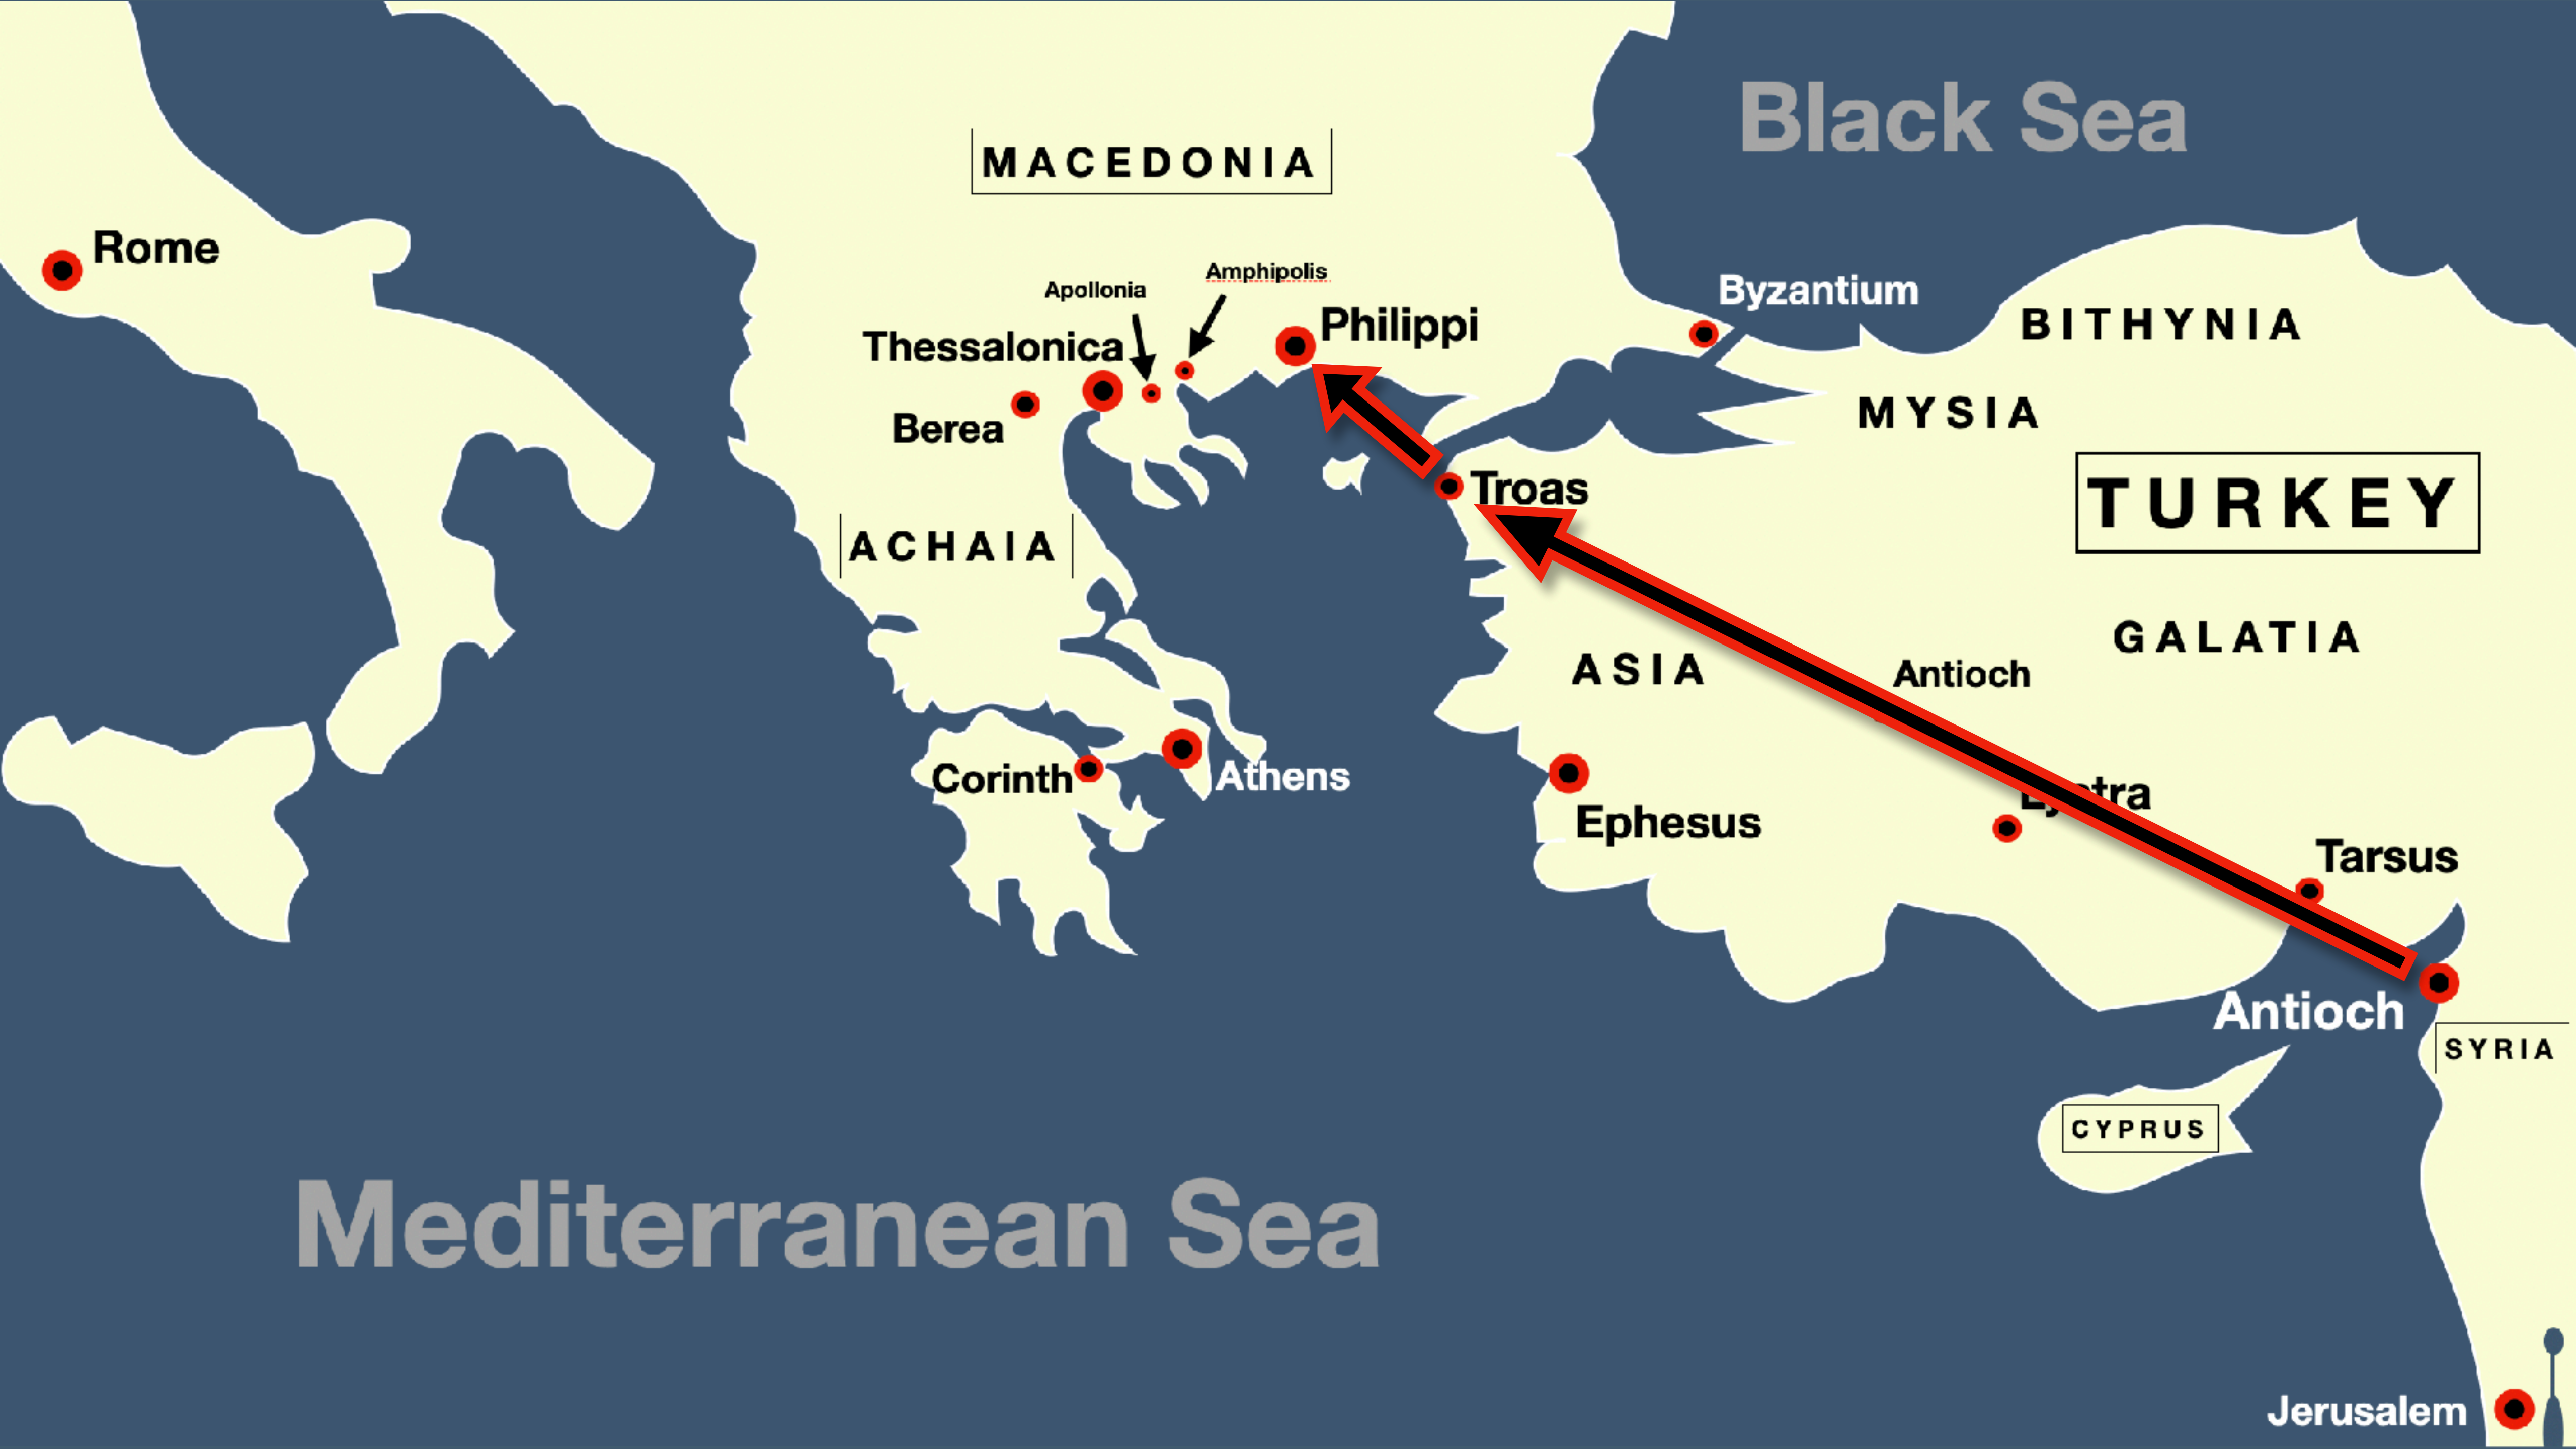 Black Sea
MACEDONIA
Rome
Amphipolis
Apollonia
Byzantium
Philippi
BITHYNIA
Thessalonica
MYSIA
Berea
TURKEY
Troas
ACHAIA
GALATIA
ASIA
Antioch
Corinth
Athens
Ephesus
Tarsus
Antioch
SYRIA
CYPRUS
Mediterranean Sea
Jerusalem